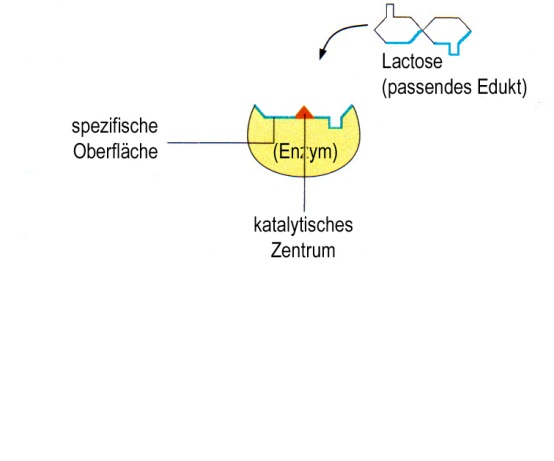 Lactose
(passendes Edukt)
spezifische
Oberfläche
(Enzym)
katalytisches
Zentrum